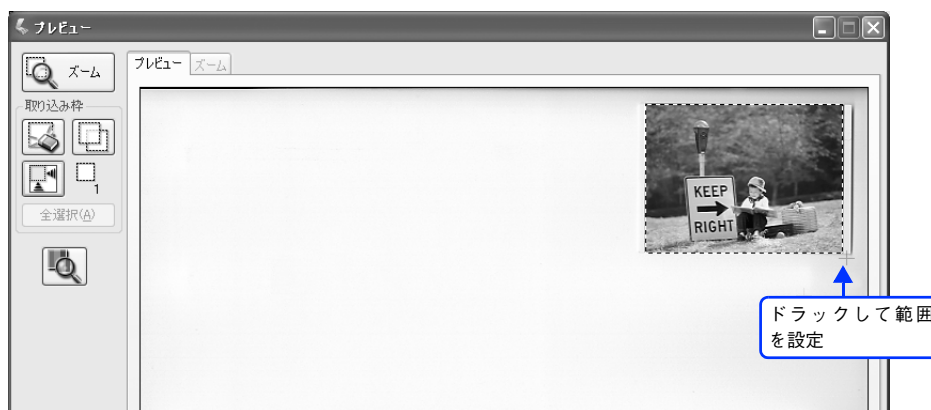 プレビュー
ズーム
プレビュー ズーム
取り込み枠
1
全選択(A)
KEEP
RIGHT
ドラックして範囲
を設定